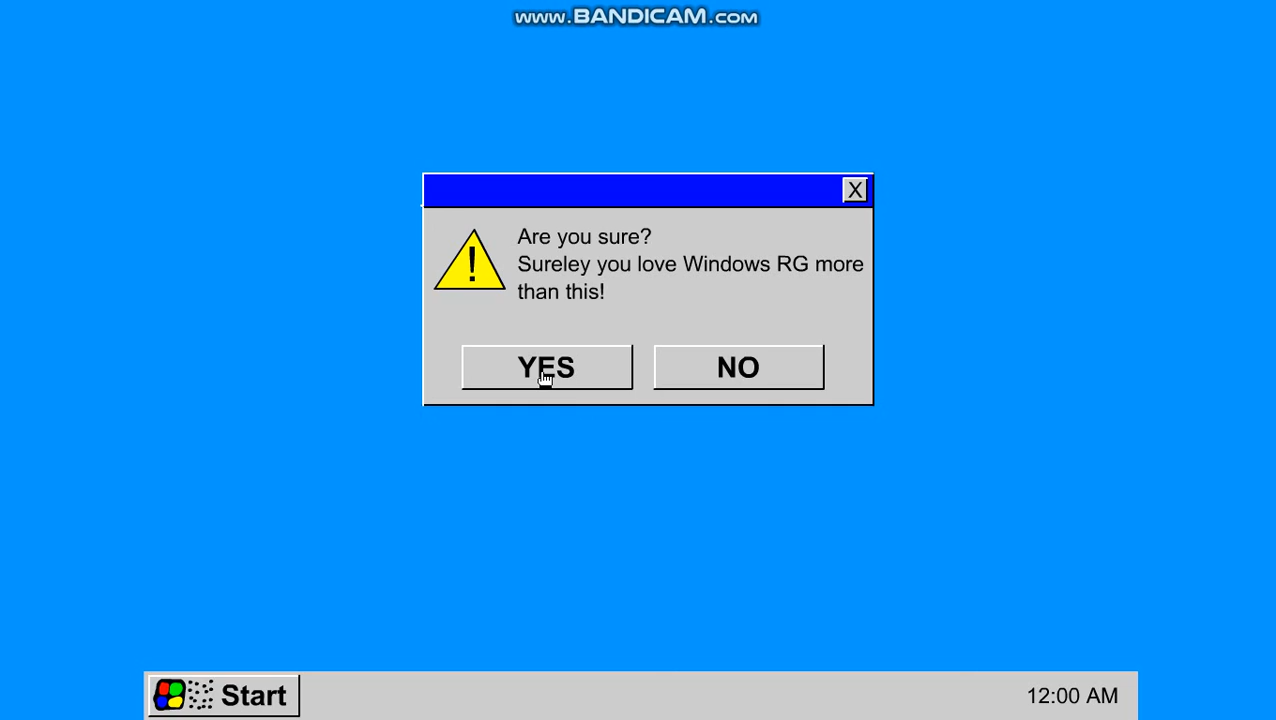 www.BANDICAM.com
X
Are you sure?
Sureley you love Windows RG more
than this!
YES
NO
Start
12:00 AM